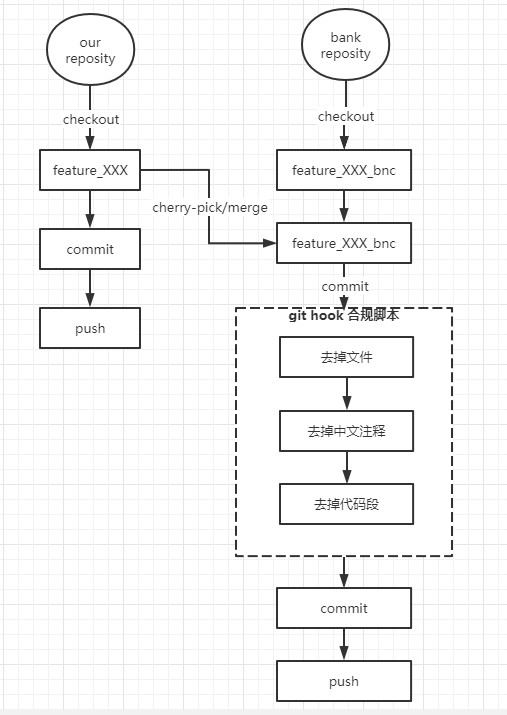 our
reposity
checkout
feature_XXX
commit
push
cherry-pick/merge
bank
reposity
checkout
feature_XXX_bnc
feature_XXX_bnc
commit
git hook 合规脚本
去掉文件
去掉中文注释
去掉代码段
commit
push